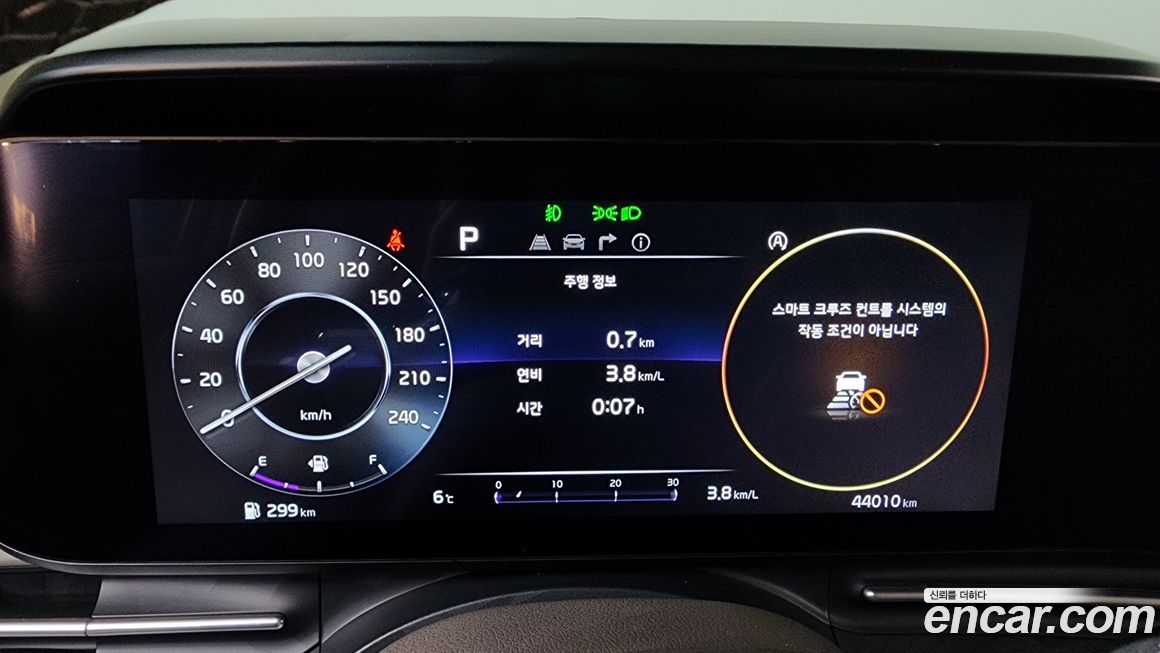 P
주행 정보
거리 0.7 km
연비 3.8 km/L
시간 0:07 h
0 20 40 60 80 100 120 150 180 210 240
km/h
E F
299 km
6℃
0 10 20 30
3.8 km/L
A
스마트 크루즈 컨트롤 시스템의
작동 조건이 아닙니다
44010 km
신뢰를 더하다
encar.com